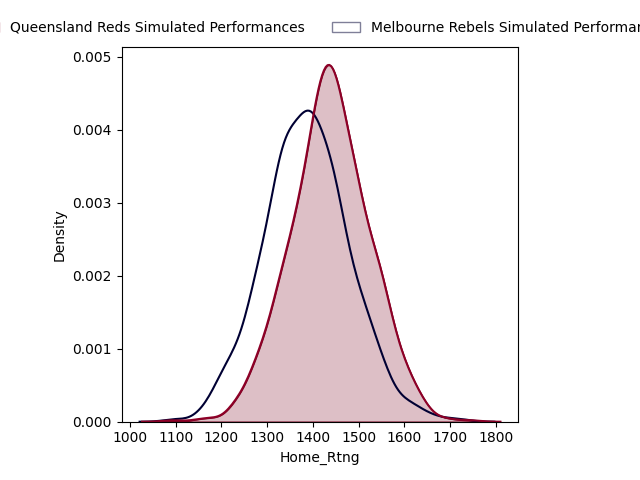 Queensland Reds Simulated Performances
Melbourne Rebels Simulated
0.005
0.004
0.003
0.002
0.001
0.000
Density
1000 1100 1200 1300 1400 1500 1600 1700 1800
Home_Rtng